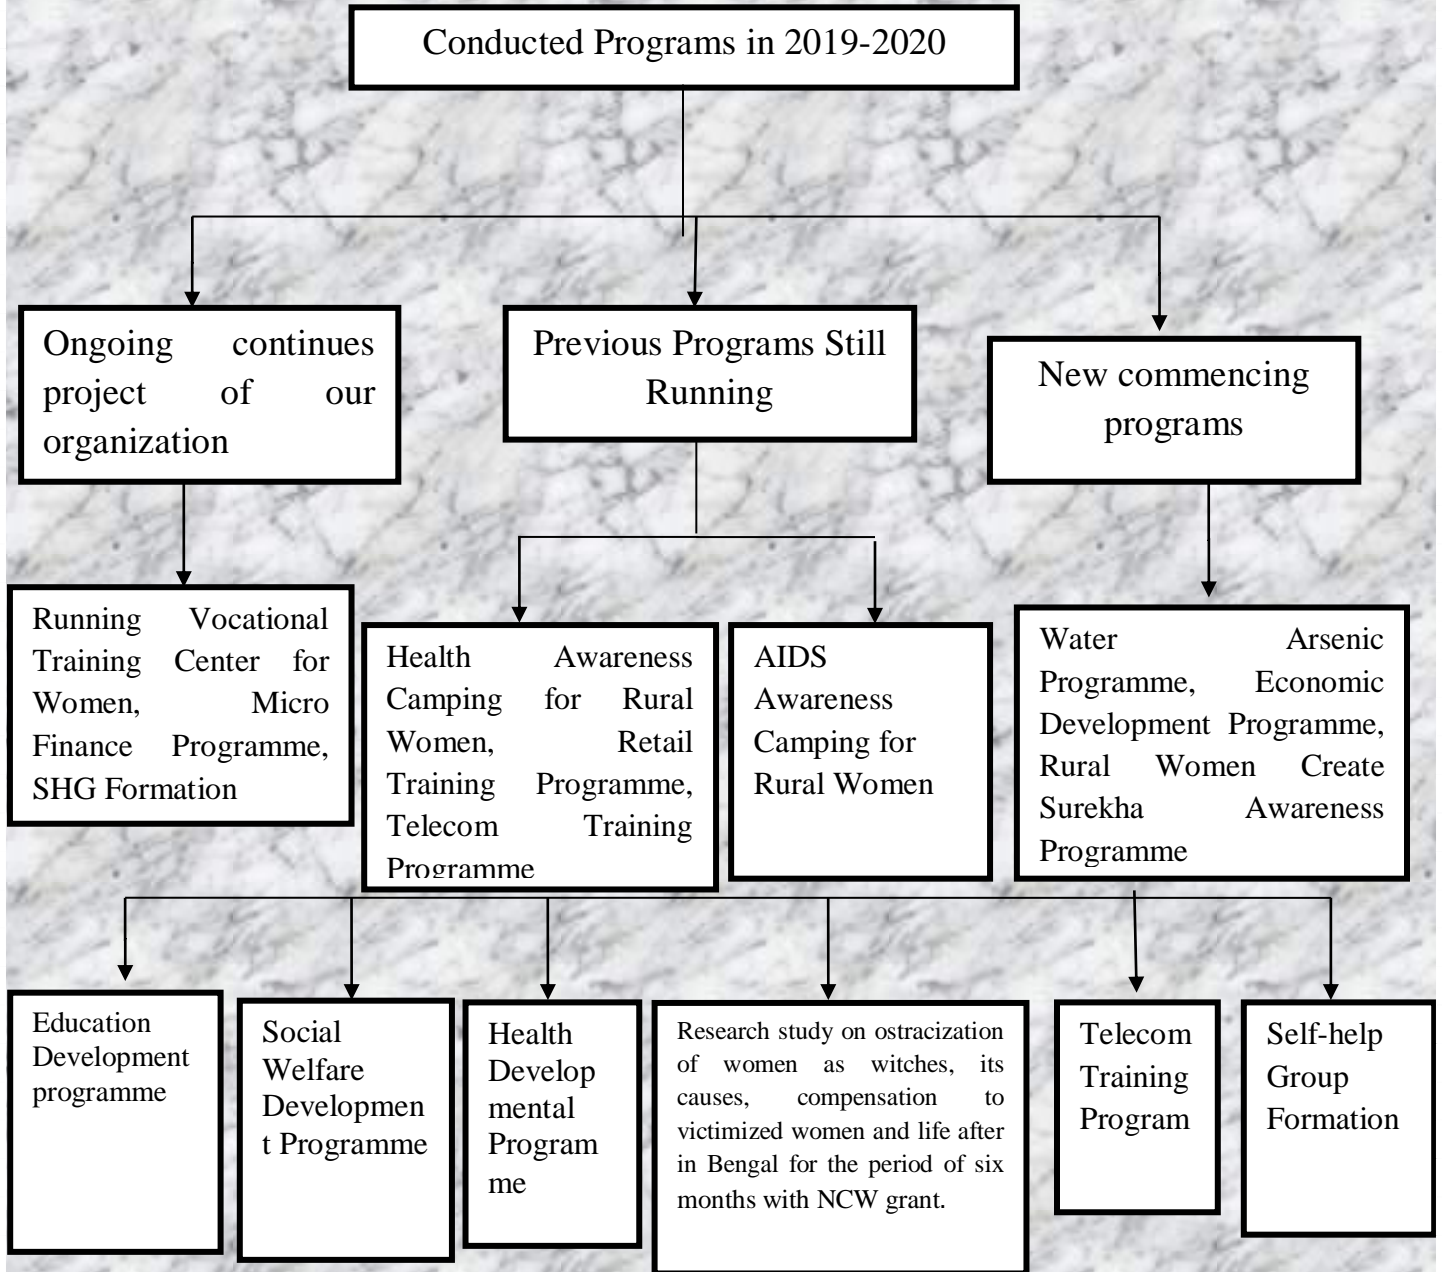 Conducted Programs in 2019-2020
Ongoing continues
project of our
organization
Previous Programs Still
Running
New commencing
programs
Running Vocational
Training Center for
Women, Micro
Finance Programme,
SHG Formation
Health Awareness
Camping for Rural
Women, Retail
Training Programme,
Telecom Training
Programme
AIDS
Awareness
Camping for
Rural Women
Water Arsenic
Programme, Economic
Development Programme,
Rural Women Create
Surekha Awareness
Programme
Education
Development
programme
Social
Welfare
Developmen
t Programme
Health
Develop
mental
Program
me
Research study on ostracization
of women as witches, its
causes, compensation to
victimized women and life after
in Bengal for the period of six
months with NCW grant.
Telecom
Training
Program
Self-help
Group
Formation